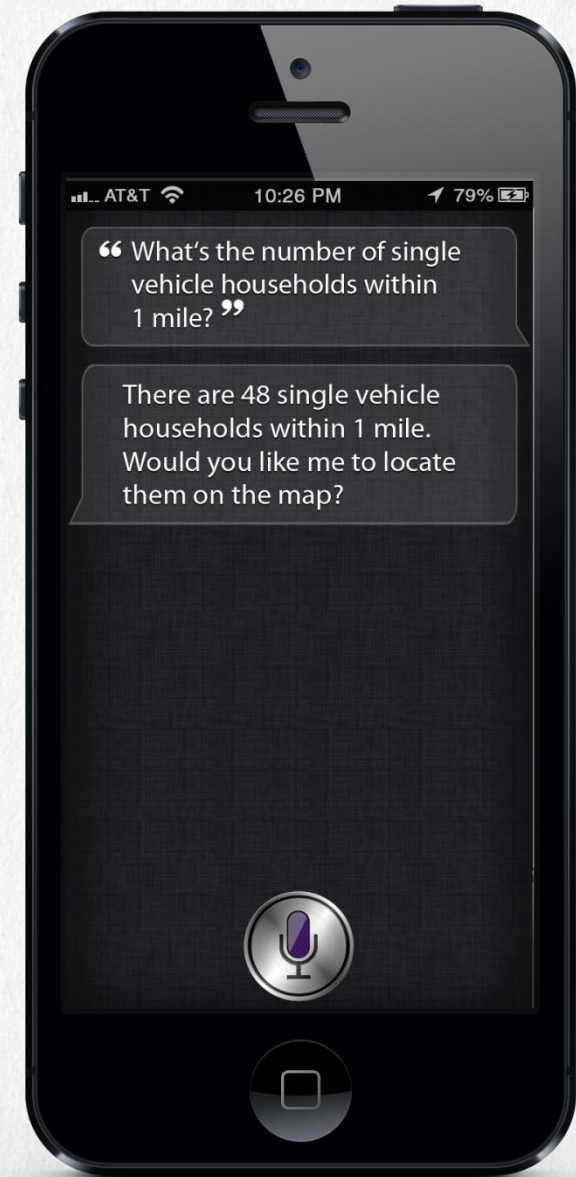 AT&T 10:26 PM 79%
“ What‘s the number of single
vehicle households within
1 mile? ”
There are 48 single vehicle
households within 1 mile.
Would you like me to locate
them on the map?